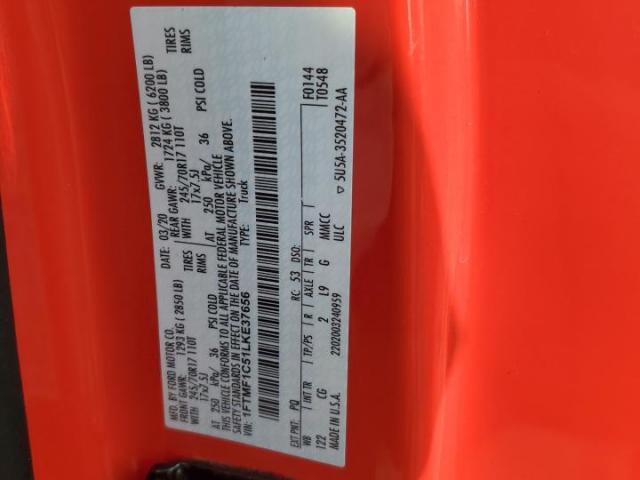 MFD. BY FORD MOTOR CO.
DATE: 03/20 GVWR: 2812 KG ( 6200 LB)
FRONT GAWR: 1293 KG ( 2850 LB) REAR GAWR: 1724 KG ( 3800 LB)
WITH 245/70R17 110T TIRES WITH 245/70R17 110T TIRES
17x7.5J RIMS 17x7.5J RIMS
AT 250 kPa/ 36 PSI COLD AT 250 kPa/ 36 PSI COLD
THIS VEHICLE CONFORMS TO ALL APPLICABLE FEDERAL MOTOR VEHICLE
SAFETY STANDARDS IN EFFECT ON THE DATE OF MANUFACTURE SHOWN ABOVE.
VIN: 1FTMF1C51LKE37656 TYPE: Truck
F0144
T0548
EXT PNT: PQ RC: 53 DSO:
WB INT TR TP/PS R AXLE TR SPR
122 CG 2 L9 G MMCC
MADE IN U.S.A. 2202003240959 ULC
▽ 5U5A-3520472-AA